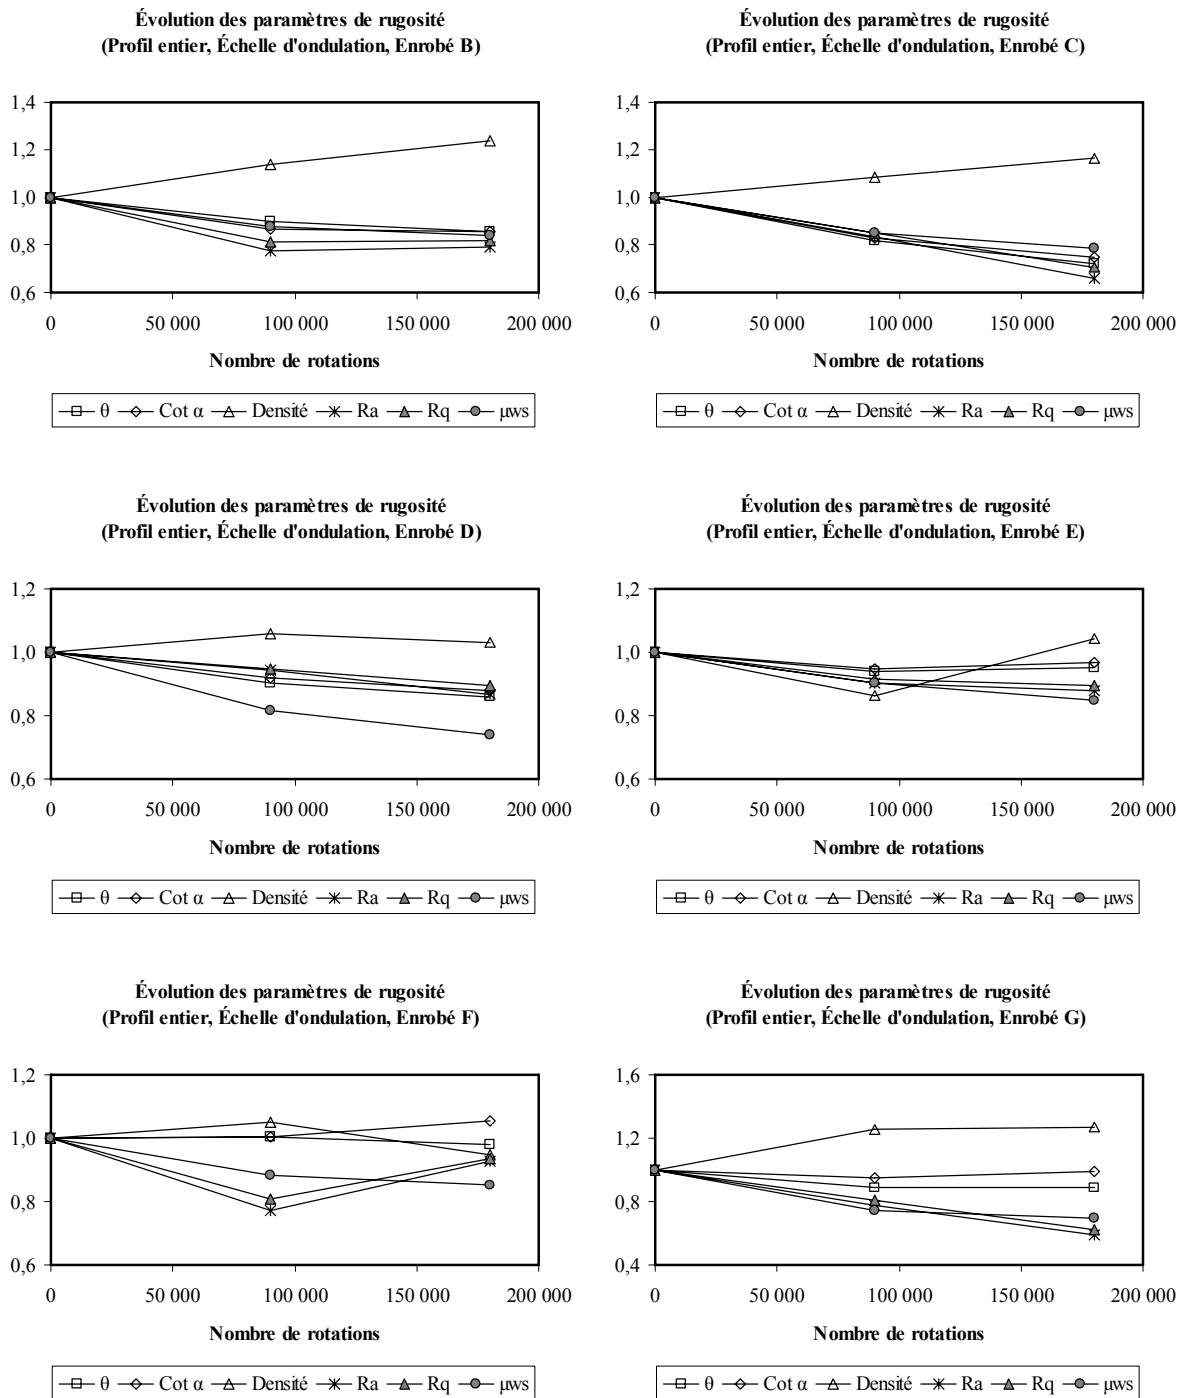 Évolution des paramètres de rugosité
(Profil entier, Échelle d'ondulation, Enrobé B)
1,4
1,2
1,0
0,8
0,6
0 50 000 100 000 150 000 200 000
Nombre de rotations
θ Cot α Densité Ra Rq μws
Évolution des paramètres de rugosité
(Profil entier, Échelle d'ondulation, Enrobé C)
1,4
1,2
1,0
0,8
0,6
0 50 000 100 000 150 000 200 000
Nombre de rotations
θ Cot α Densité Ra Rq μws
Évolution des paramètres de rugosité
(Profil entier, Échelle d'ondulation, Enrobé D)
1,2
1,0
0,8
0,6
0 50 000 100 000 150 000 200 000
Nombre de rotations
θ Cot α Densité Ra Rq μws
Évolution des paramètres de rugosité
(Profil entier, Échelle d'ondulation, Enrobé E)
1,2
1,0
0,8
0,6
0 50 000 100 000 150 000 200 000
Nombre de rotations
θ Cot α Densité Ra Rq μws
Évolution des paramètres de rugosité
(Profil entier, Échelle d'ondulation, Enrobé F)
1,2
1,0
0,8
0,6
0 50 000 100 000 150 000 200 000
Nombre de rotations
θ Cot α Densité Ra Rq μws
Évolution des paramètres de rugosité
(Profil entier, Échelle d'ondulation, Enrobé G)
1,6
1,2
0,8
0,4
0 50 000 100 000 150 000 200 000
Nombre de rotations
θ Cot α Densité Ra Rq μws